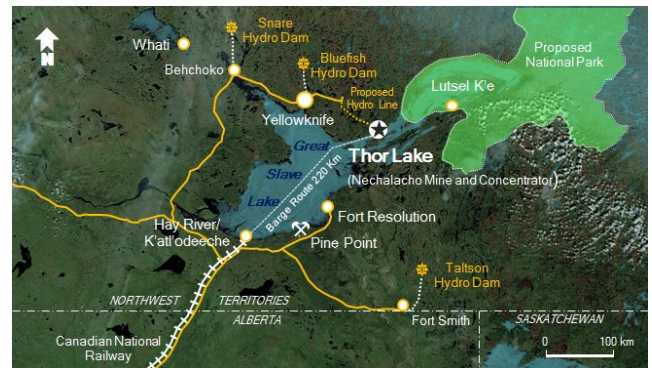 N
Snare
Hydro Dam
Whati
Behchoko
Bluefish
Hydro Dam
Proposed
Hydro Line
Yellowknife
Proposed
National Park
Lutsel K'e
Great
Slave
Lake
Barge Route 220 Km
Thor Lake
(Nechalacho Mine and Concentrator)
Hay River/
K'atl'odeeche
Fort Resolution
Pine Point
Taltson
Hydro Dam
NORTHWEST TERRITORIES
ALBERTA
Fort Smith
SASKATCHEWAN
Canadian National
Railway
0 100 km